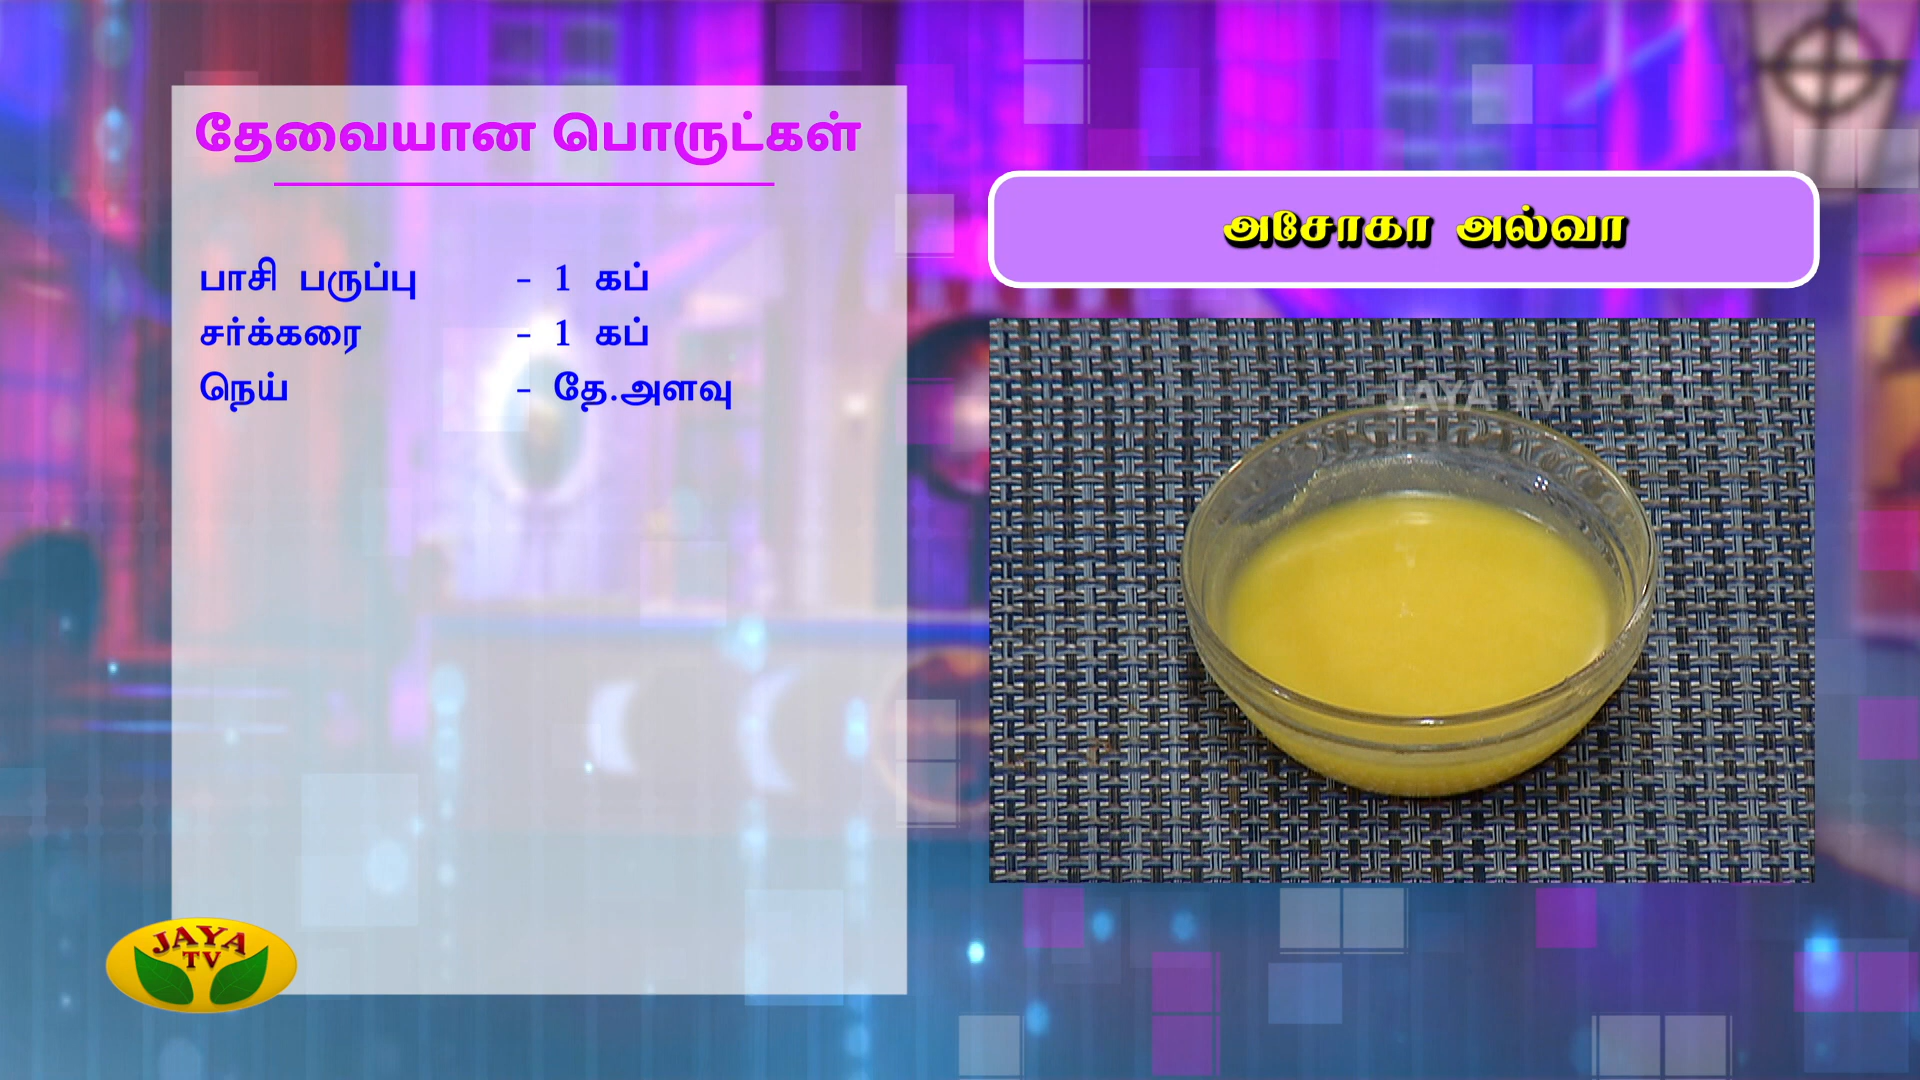 தேவையான பொருட்கள்
பாசி பருப்பு - 1 கப்
சர்க்கரை - 1 கப்
நெய் - தே.அளவு
அசோகா அல்வா
JAYA TV
JAYA
TV